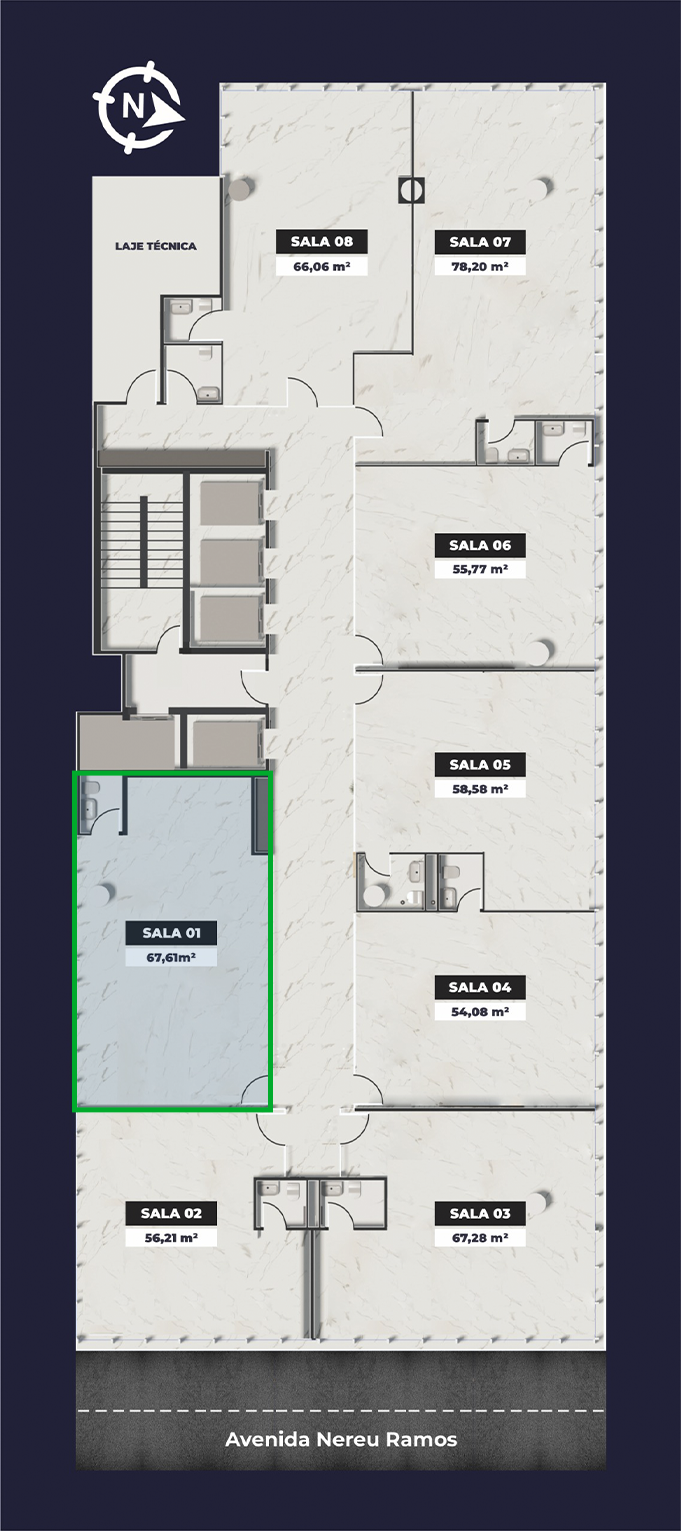 N
LAJE TÉCNICA
SALA 08
66,06 m²
SALA 07
78,20 m²
SALA 06
55,77 m²
SALA 05
58,58 m²
SALA 01
67,61m²
SALA 04
54,08 m²
SALA 02
56,21 m²
SALA 03
67,28 m²
Avenida Nereu Ramos